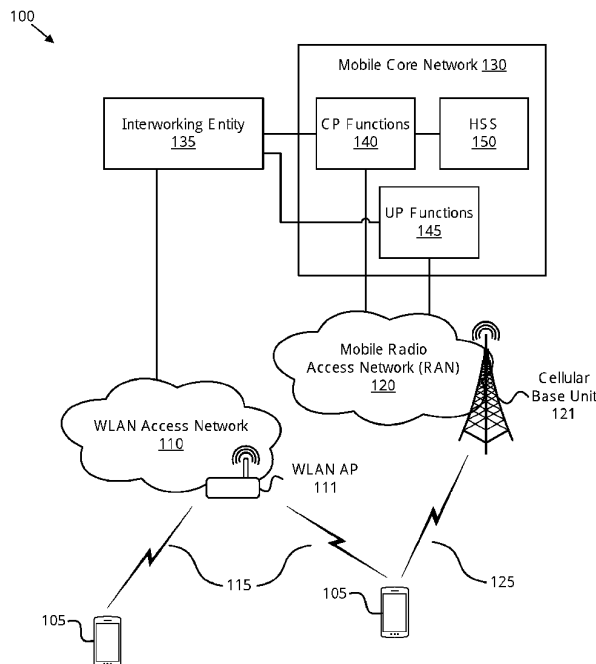 100
Mobile Core Network 130
Interworking Entity
135
CP Functions
140
HSS
150
UP Functions
145
Mobile Radio
Access Network (RAN)
120
Cellular
Base Unit
121
WLAN Access Network
110
WLAN AP
111
115
125
105
105